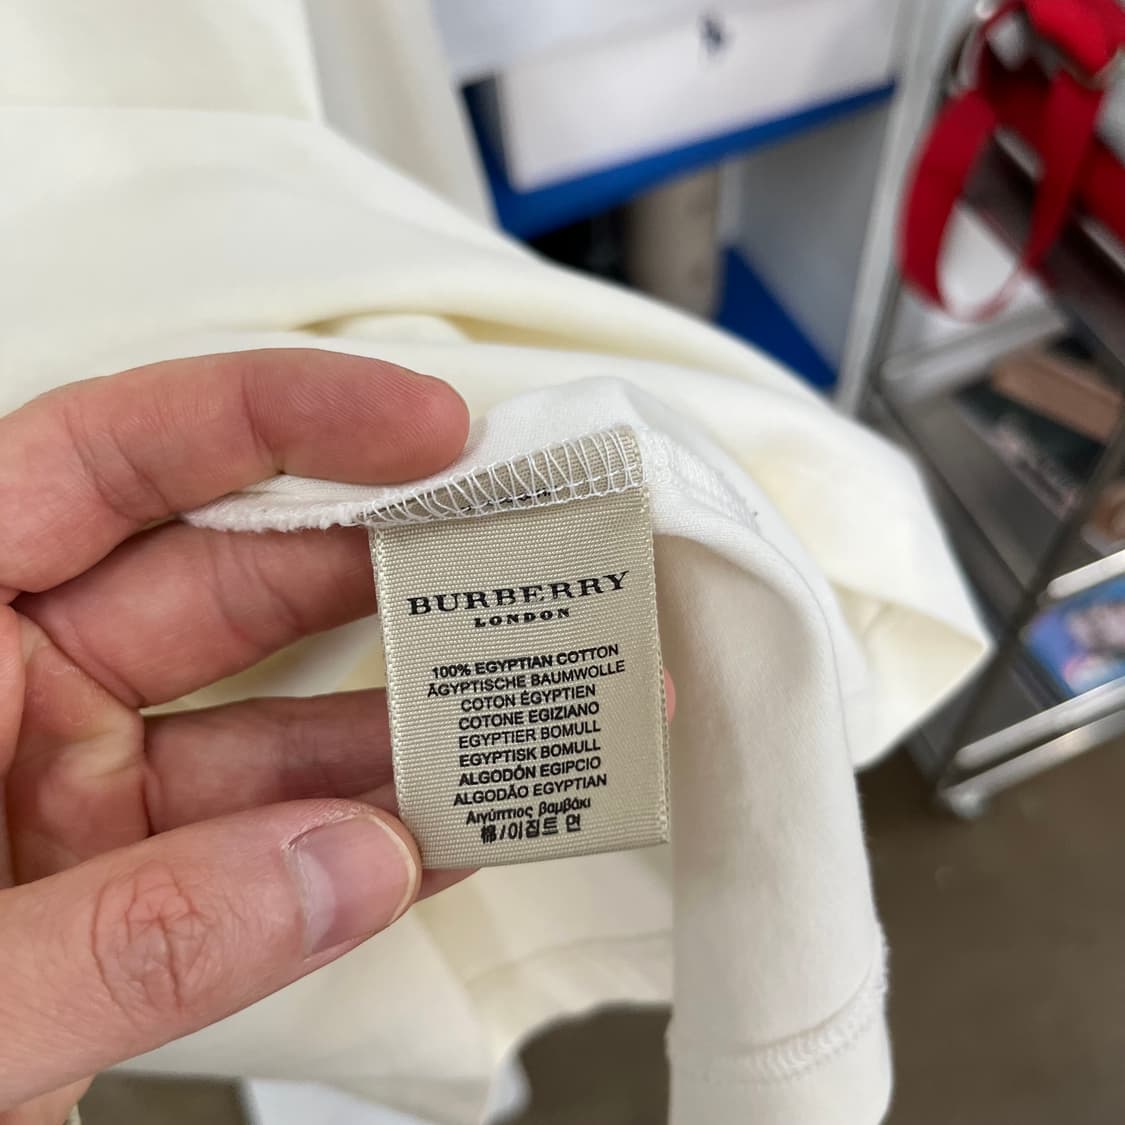 BURBERRY
LONDON
100% EGYPTIAN COTTON
ÄGYPTISCHE BAUMWOLLE
COTON ÉGYPTIEN
COTONE EGIZIANO
EGYPTIER BOMULL
EGYPTISK BOMULL
ALGODÓN EGIPCIO
ALGODÃO EGYPTIAN
Αιγύπτιος βαμβάκι
棉/이집트 면